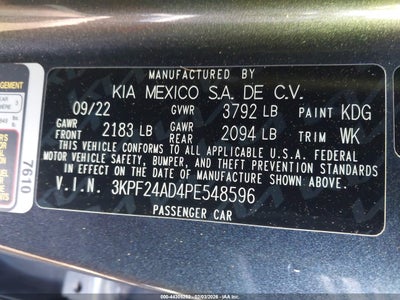 MANUFACTURED BY
KIA MEXICO S.A. DE C.V.
09/22 GVWR 3792 LB PAINT KDG
GAWR FRONT 2183 LB GAWR REAR 2094 LB TRIM WK
THIS VEHICLE CONFORMS TO ALL APPLICABLE U.S.A. FEDERAL
MOTOR VEHICLE SAFETY, BUMPER, AND THEFT PREVENTION STANDARDS
IN EFFECT ON THE DATE OF MANUFACTURE SHOWN ABOVE.
V.I.N. 3KPF24AD4PE548596
PASSENGER CAR
7610